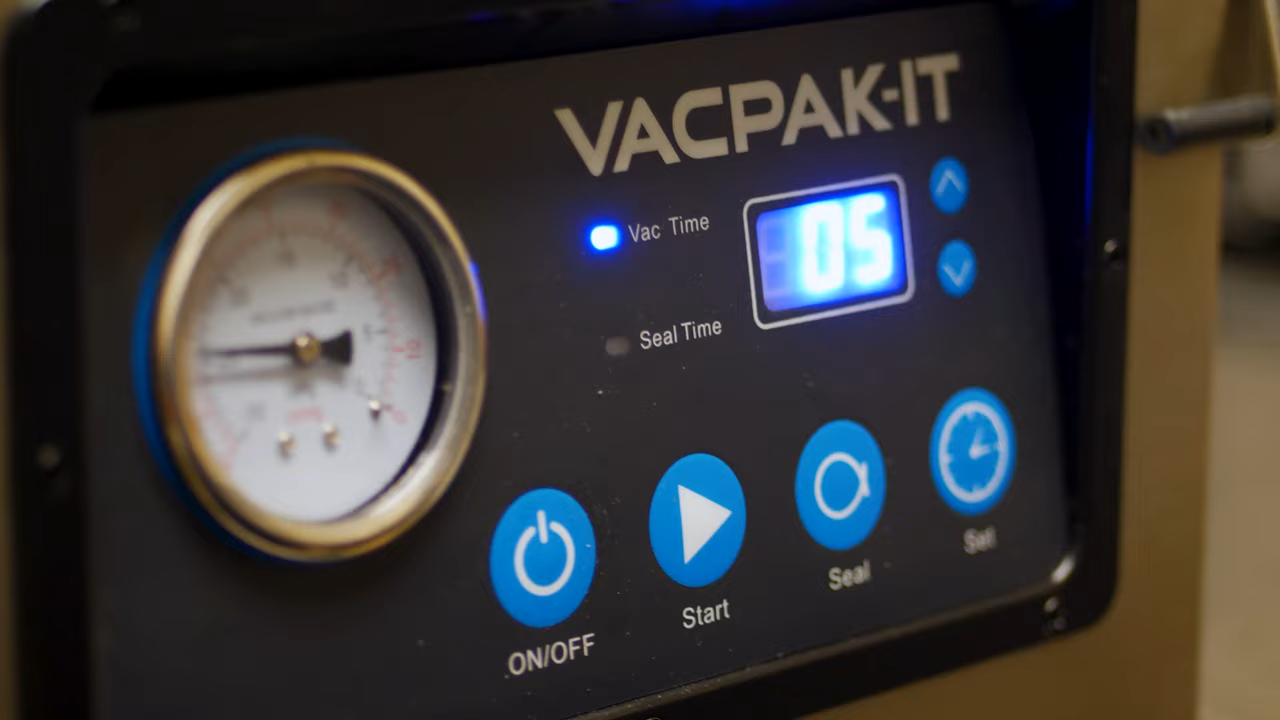 VACPAK-IT
Vac Time
05
Seal Time
ON/OFF
Start
Seal
Set